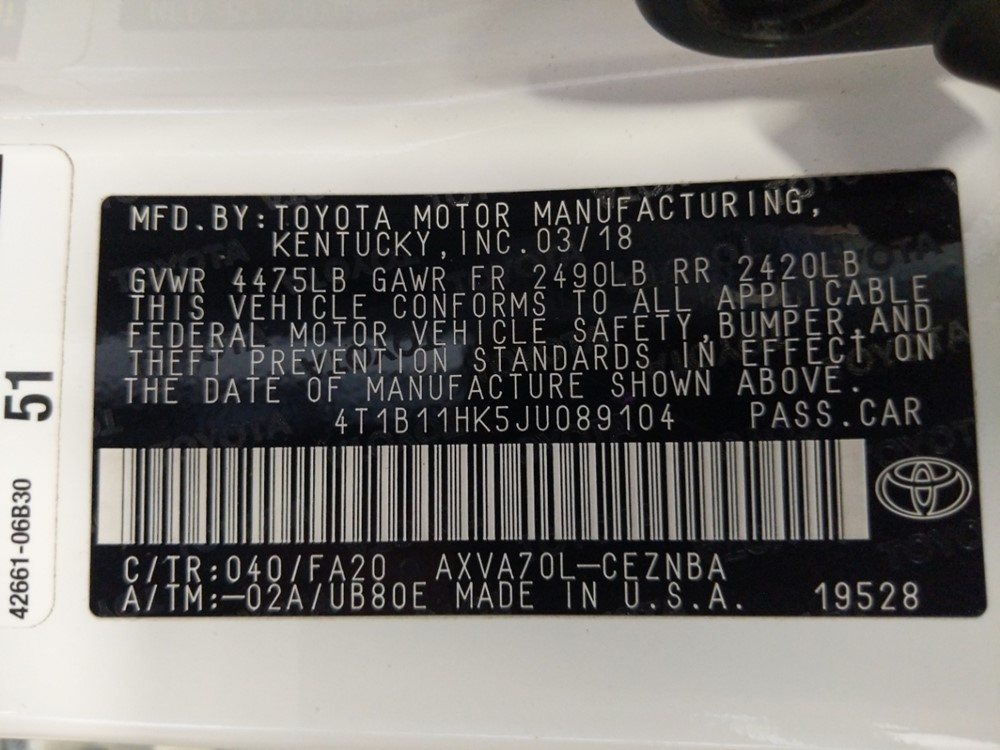 MFD.BY:TOYOTA MOTOR MANUFACTURING,
KENTUCKY,INC.03/18
GVWR 4475LB GAWR FR 2490LB RR 2420LB
THIS VEHICLE CONFORMS TO ALL APPLICABLE
FEDERAL MOTOR VEHICLE SAFETY,BUMPER,AND
THEFT PREVENTION STANDARDS IN EFFECT ON
THE DATE OF MANUFACTURE SHOWN ABOVE.
4T1B11HK5JU089104 PASS.CAR
C/TR:040/FA20 AXVA70L-CEZNBA
A/TM:-02A/UB80E MADE IN U.S.A. 19528
51
42661-06B30